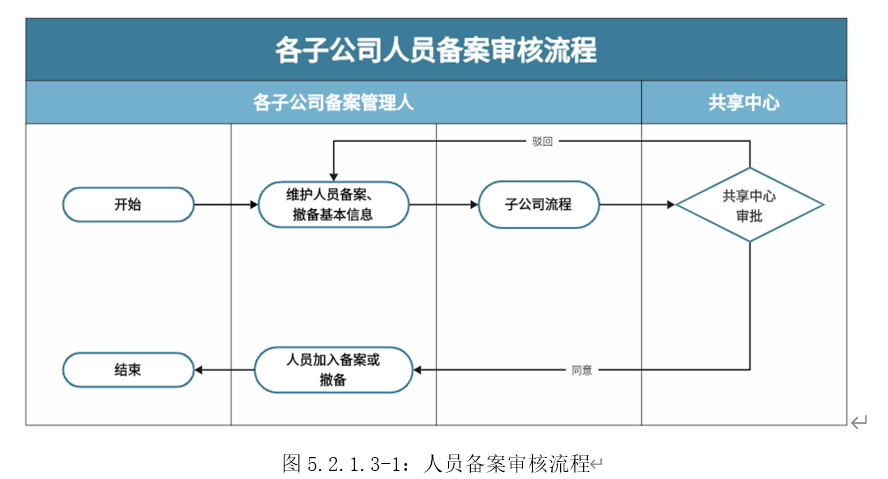 各子公司人员备案审核流程
各子公司备案管理人
共享中心
驳回
开始
维护人员备案、
撤备基本信息
子公司流程
共享中心
审批
结束
人员加入备案或
撤备
同意
图 5.2.1.3-1：人员备案审核流程